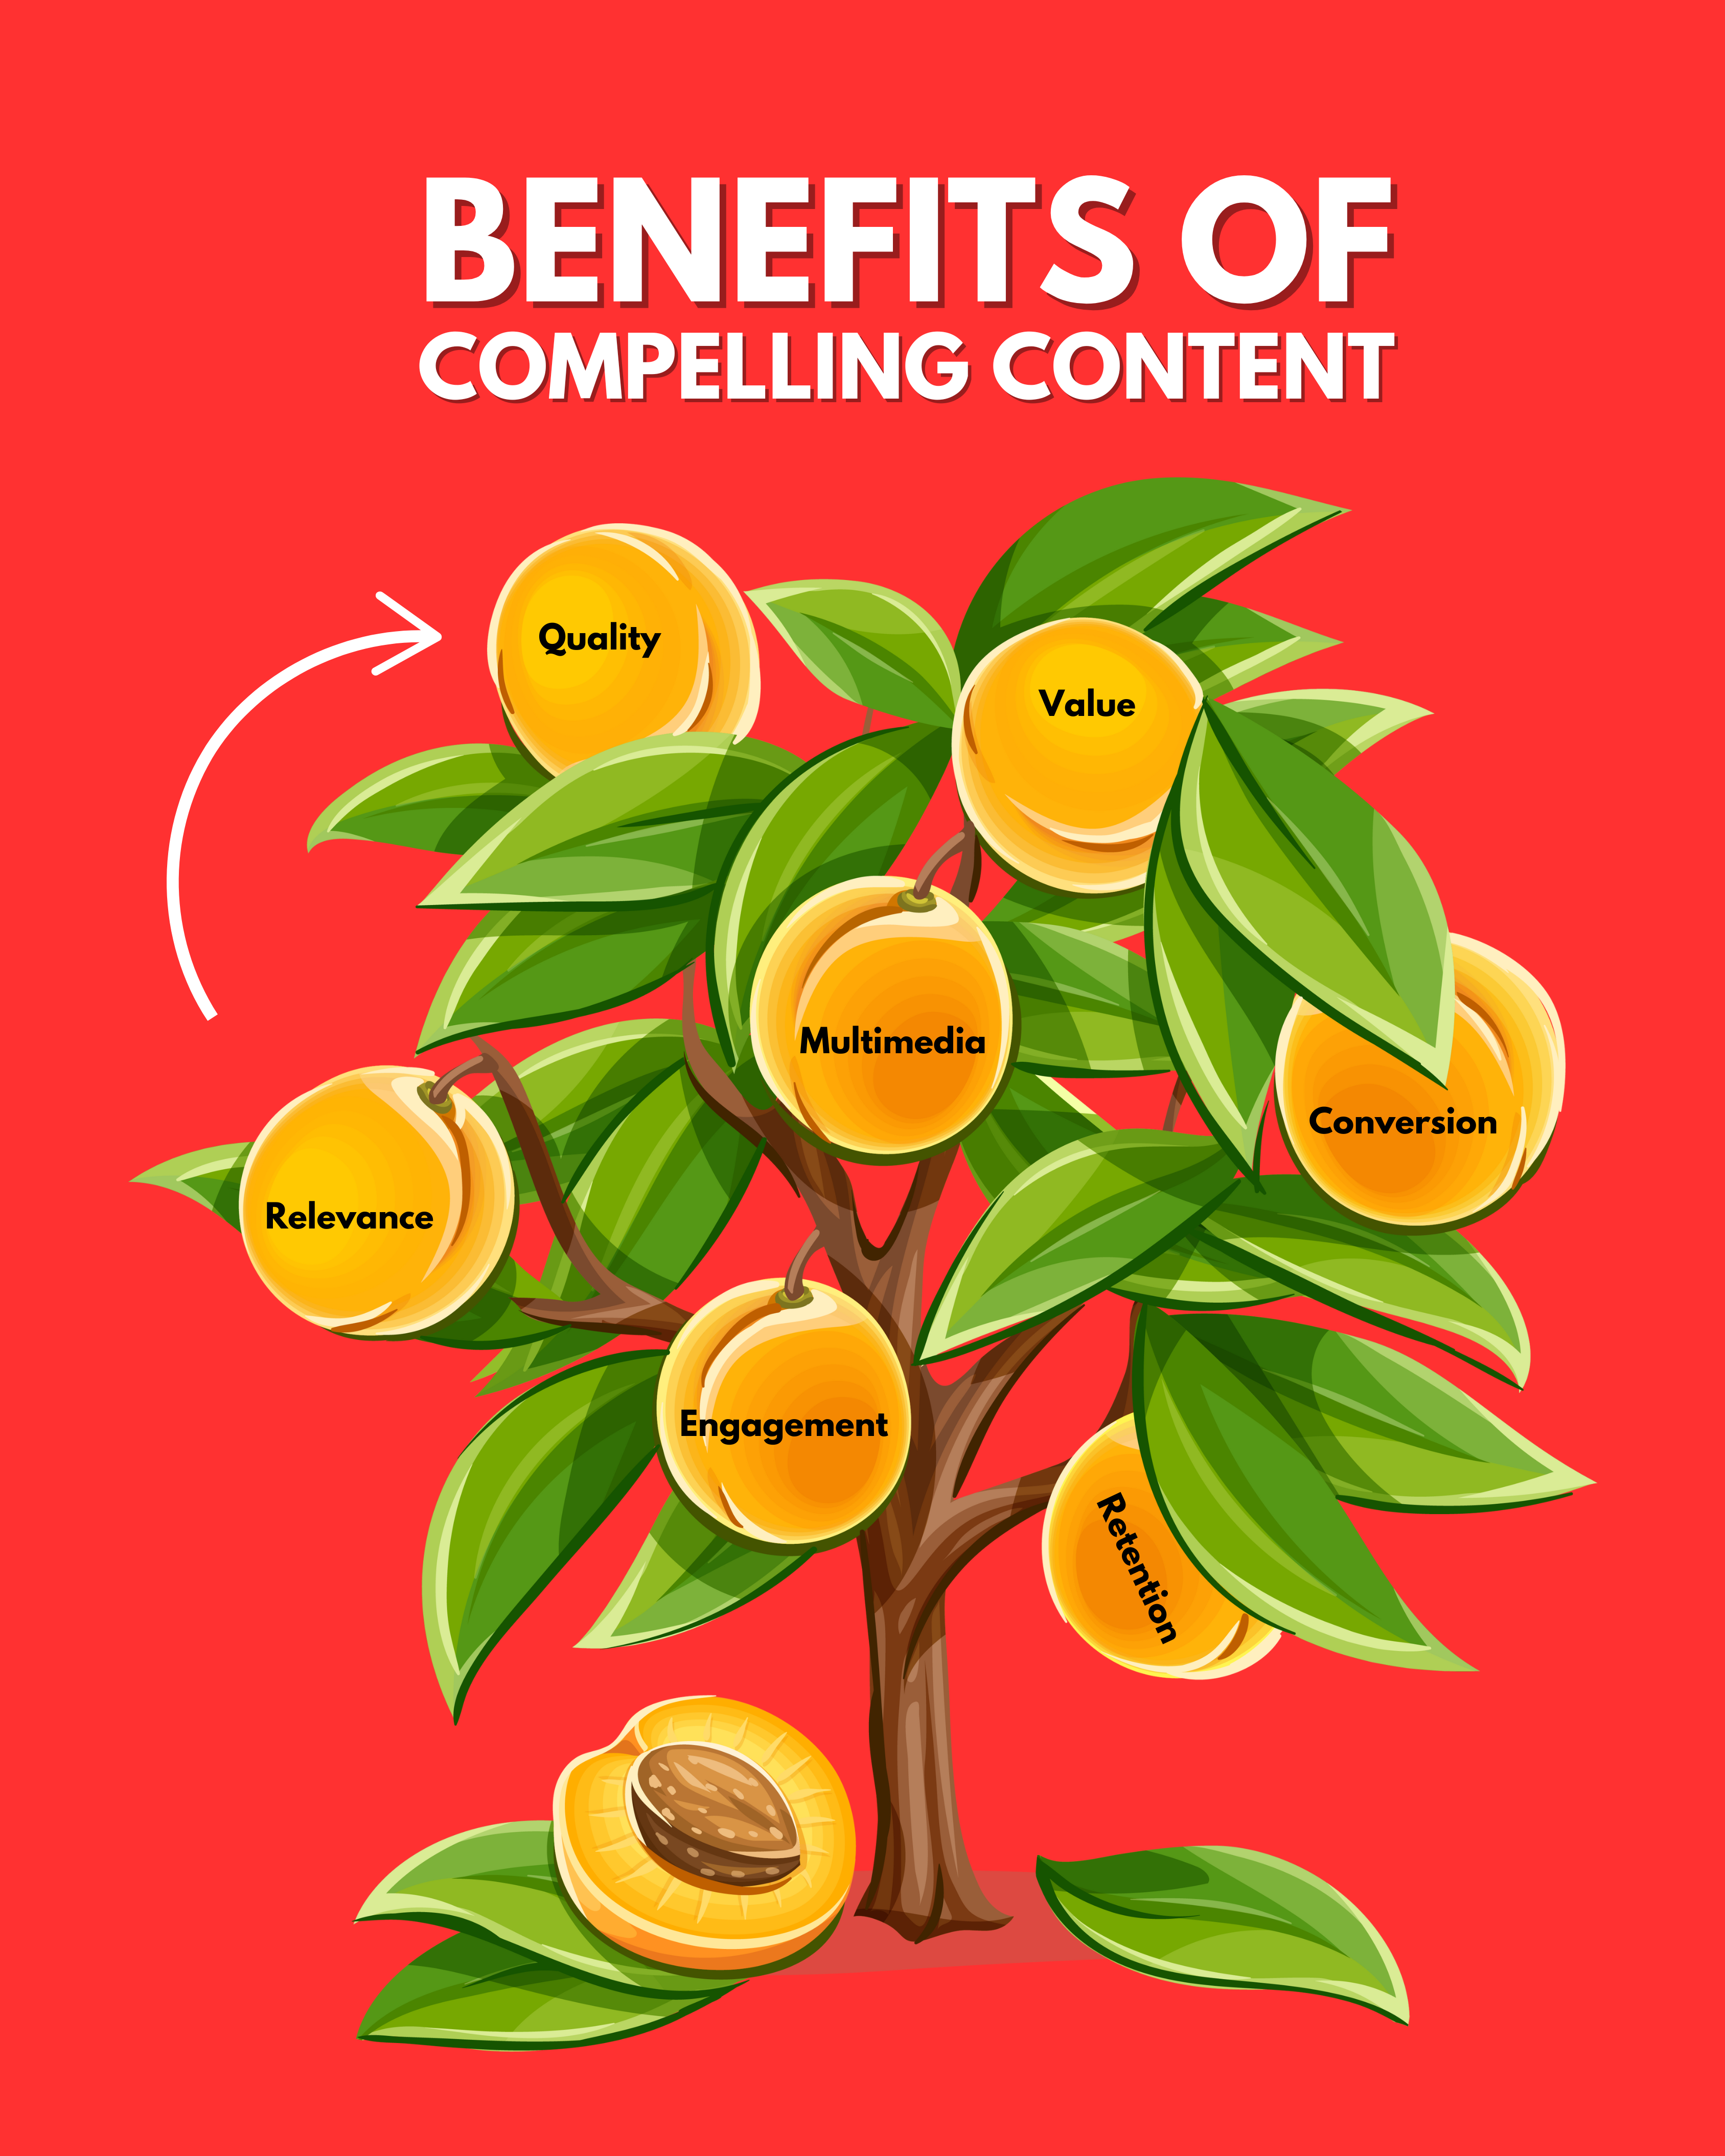 BENEFITS OF
COMPELLING CONTENT
Quality
Value
Multimedia
Conversion
Relevance
Engagement
Retention